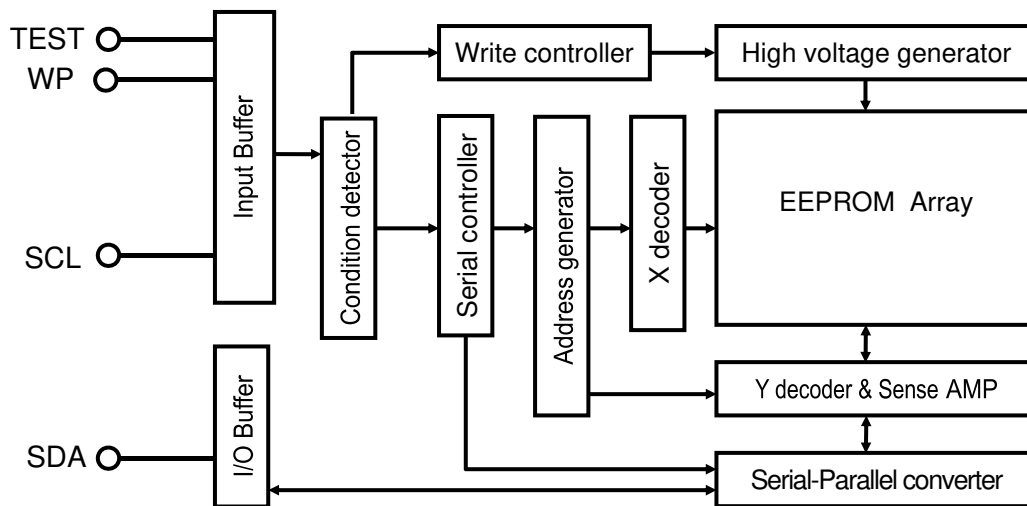 TEST
WP
SCL
SDA
Input Buffer
I/O Buffer
Condition detector
Write controller
High voltage generator
Serial controller
Address generator
X decoder
EEPROM Array
Y decoder & Sense AMP
Serial-Parallel converter